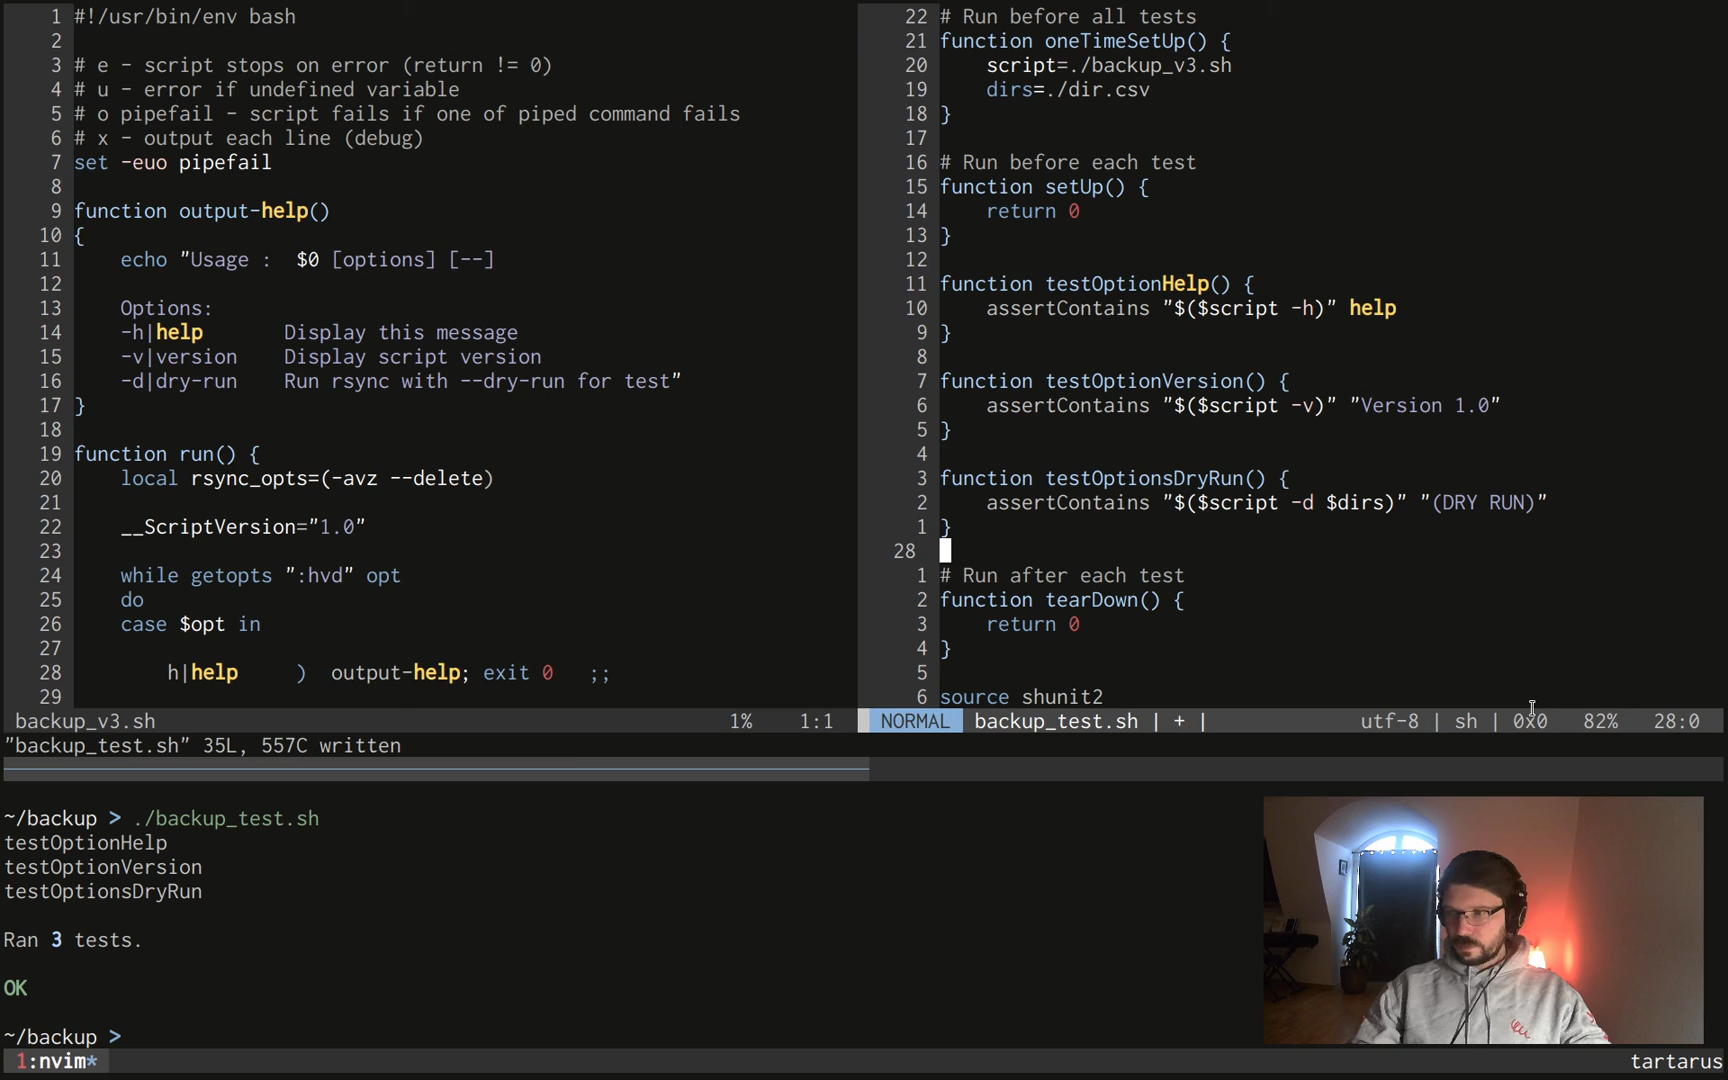 1 #!/usr/bin/env bash
2
3 # e - script stops on error (return != 0)
4 # u - error if undefined variable
5 # o pipefail - script fails if one of piped command fails
6 # x - output each line (debug)
7 set -euo pipefail
8
9 function output-help()
10 {
11     echo "Usage :  $0 [options] [--]
12
13     Options:
14     -h|help       Display this message
15     -v|version    Display script version
16     -d|dry-run    Run rsync with --dry-run for test"
17 }
18
19 function run() {
20     local rsync_opts=(-avz --delete)
21
22     __ScriptVersion="1.0"
23
24     while getopts ":hvd" opt
25     do
26     case $opt in
27
28         h|help     )  output-help; exit 0   ;;
29
backup_v3.sh 1% 1:1
22 # Run before all tests
21 function oneTimeSetUp() {
20     script=./backup_v3.sh
19     dirs=./dir.csv
18 }
17
16 # Run before each test
15 function setUp() {
14     return 0
13 }
12
11 function testOptionHelp() {
10     assertContains "$($script -h)" help
9 }
8
7 function testOptionVersion() {
6     assertContains "$($script -v)" "Version 1.0"
5 }
4
3 function testOptionsDryRun() {
2     assertContains "$($script -d $dirs)" "(DRY RUN)"
1 }
28
1 # Run after each test
2 function tearDown() {
3     return 0
4 }
5
6 source shunit2
NORMAL backup_test.sh | + | utf-8 | sh | 0x0 82% 28:0
"backup_test.sh" 35L, 557C written
~/backup > ./backup_test.sh
testOptionHelp
testOptionVersion
testOptionsDryRun
Ran 3 tests.
OK
~/backup >
1:nvim* tartarus